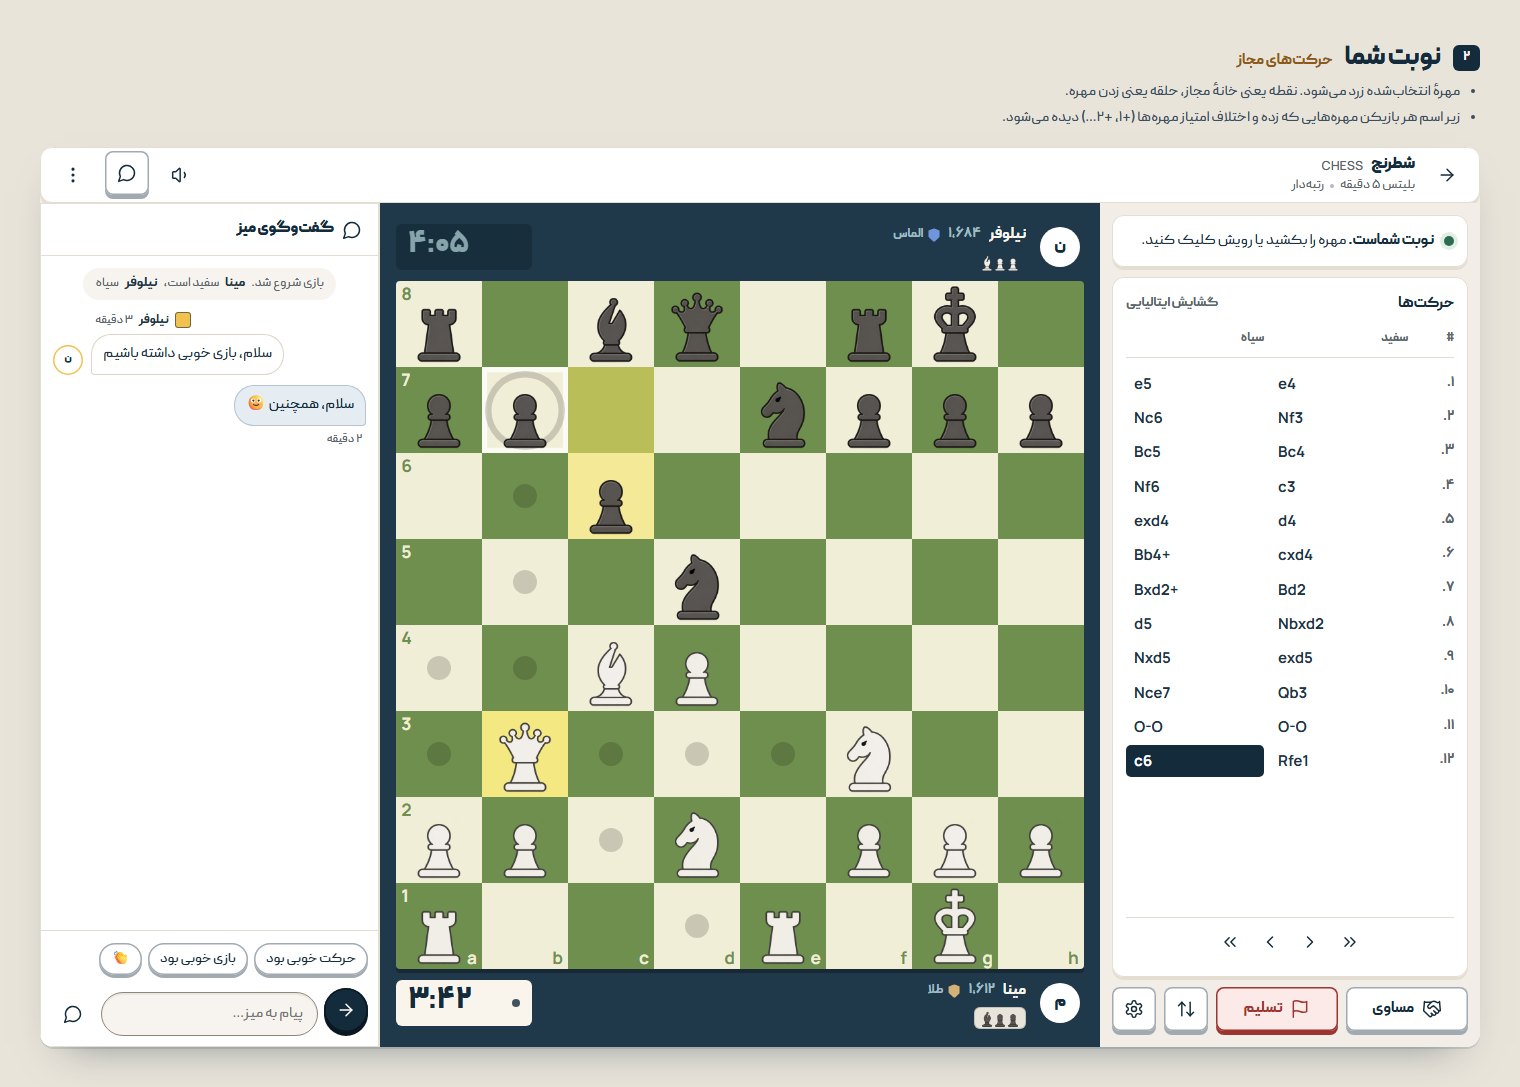 ۲ نوبت شما حرکت‌های مجاز
• مهرهٔ انتخاب‌شده زرد می‌شود. نقطه یعنی خانهٔ مجاز، حلقه یعنی زدن مهره.
• زیر اسم هر بازیکن مهره‌هایی که زده و اختلاف امتیاز مهره‌ها (+۱، +۲...) دیده می‌شود.
شطرنج CHESS
بلیتس ۵ دقیقه • رتبه‌دار
نوبت شماست. مهره را بکشید یا رویش کلیک کنید.
حرکت‌ها گشایش ایتالیایی
# سفید سیاه
۱. e4 e5
۲. Nf3 Nc6
۳. Bc4 Bc5
۴. c3 Nf6
۵. d4 exd4
۶. cxd4 Bb4+
۷. Bd2 Bxd2+
۸. Nbxd2 d5
۹. exd5 Nxd5
۱۰. Qb3 Nce7
۱۱. O-O O-O
۱۲. Rfe1 c6
مساوی
تسلیم
ن نیلوفر ۱٬۶۸۴ الماس
۴:۰۵
8
7
6
5
4
3
2
1
a b c d e f g h
م مینا ۱٬۶۱۲ طلا
۳:۴۲
گفت‌وگوی میز
بازی شروع شد. مینا سفید است، نیلوفر سیاه
نیلوفر ۳ دقیقه
ن سلام، بازی خوبی داشته باشیم
سلام، همچنین 😄
۲ دقیقه
حرکت خوبی بود
بازی خوبی بود
👏
پیام به میز...